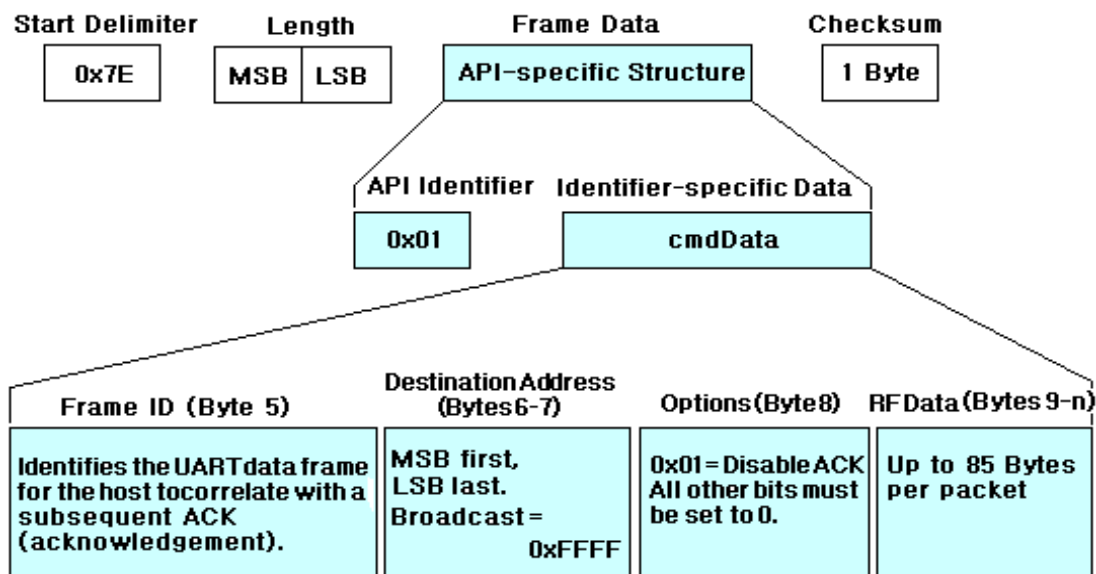 Start Delimiter Length Frame Data Checksum
0x7E MSB LSB API-specific Structure 1 Byte
API Identifier Identifier-specific Data
0x01 cmdData
Frame ID (Byte 5)
Destination Address
(Bytes 6-7)
Options (Byte 8)
RF Data (Bytes 9-n)
Identifies the UART data frame
for the host tocorrelate with a
subsequent ACK
(acknowledgement).
MSB first,
LSB last.
Broadcast =
0xFFFF
0x01 = Disable ACK
All other bits must
be set to 0.
Up to 85 Bytes
per packet